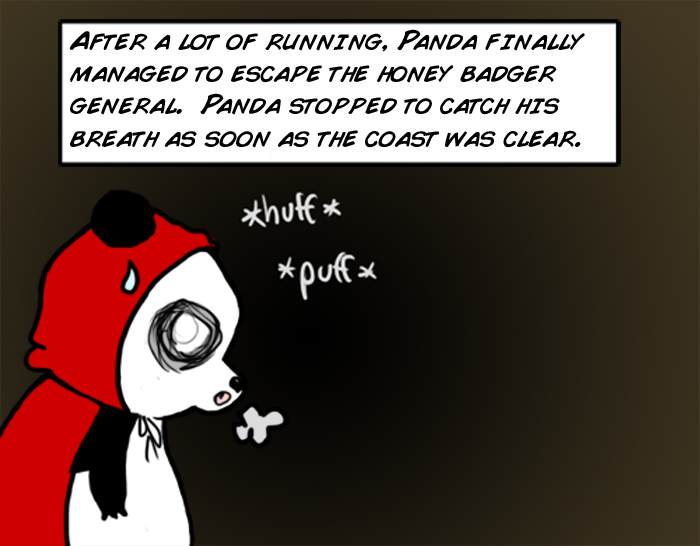 After a lot of running, Panda finally
managed to escape the honey badger
general. Panda stopped to catch his
breath as soon as the coast was clear.
*huff*
*puff*